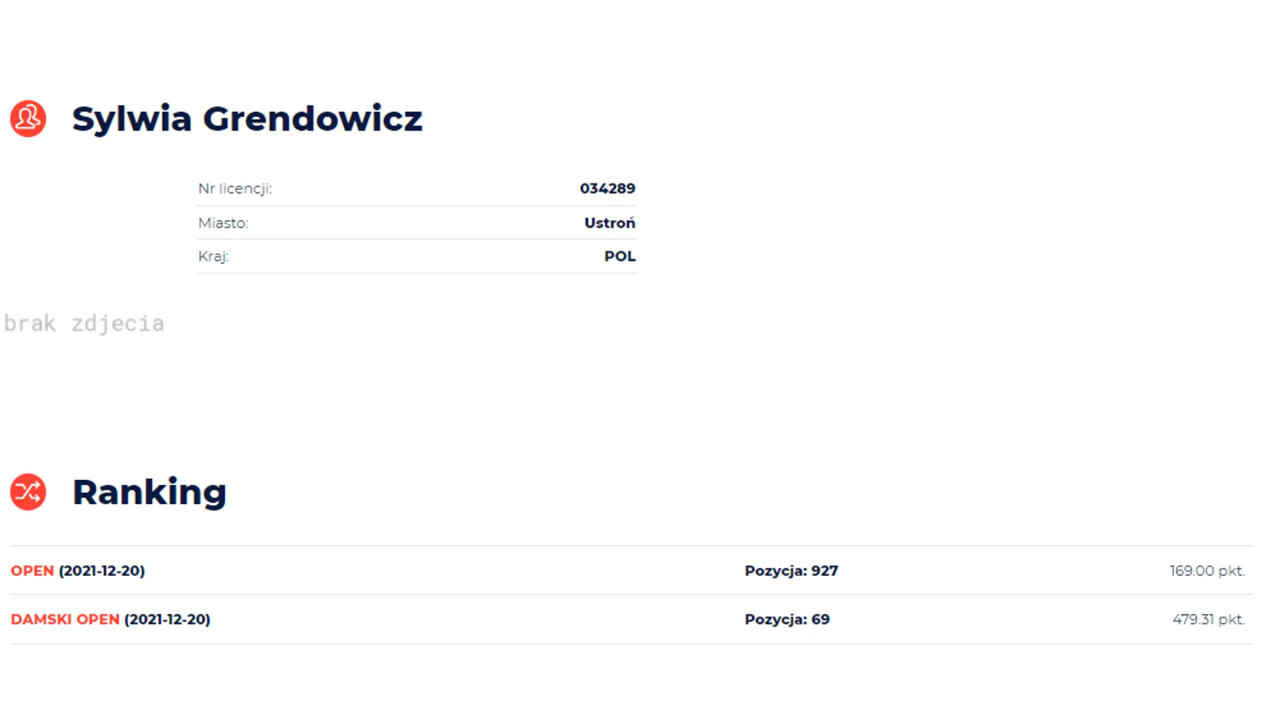 Sylwia Grendowicz
Nr licencji: 034289
Miasto: Ustroń
Kraj: POL
brak zdjecia
Ranking
OPEN (2021-12-20) Pozycja: 927 169.00 pkt.
DAMSKI OPEN (2021-12-20) Pozycja: 69 479.31 pkt.